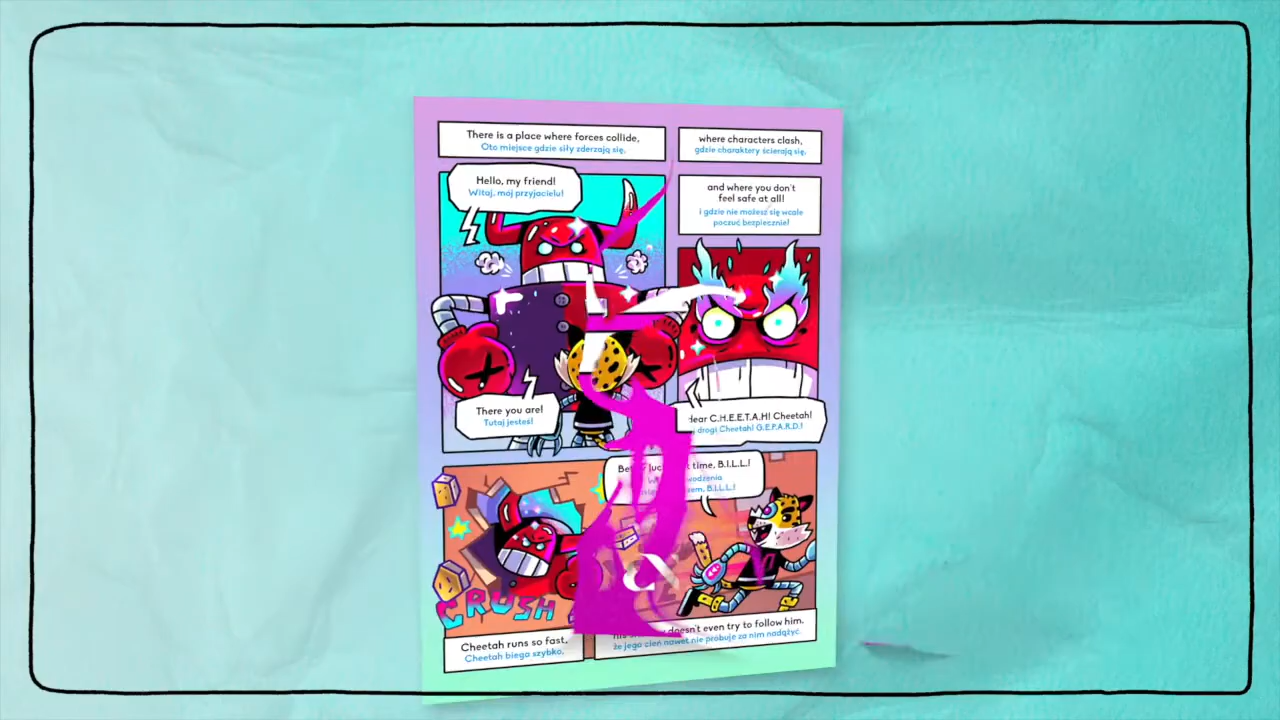 There is a place where forces collide,
Oto miejsce gdzie siły zderzają się.
where characters clash,
gdzie charaktery ścierają się.
Hello, my friend!
Witaj, mój przyjacielu!
and where you don't
feel safe at all!
i gdzie nie możesz się wcale
poczuć bezpiecznie!
There you are!
Tutaj jesteś!
dear C.H.E.E.T.A.H! Cheetah!
drogi Cheetah! G.E.P.A.R.D.!
time, B.I.L.L.!
B.I.L.L.!
CRUSH
Cheetah runs so fast,
Cheetah biega szybko,
doesn't even try to follow him.
że jego cień nawet nie próbuje za nim nadążyć.